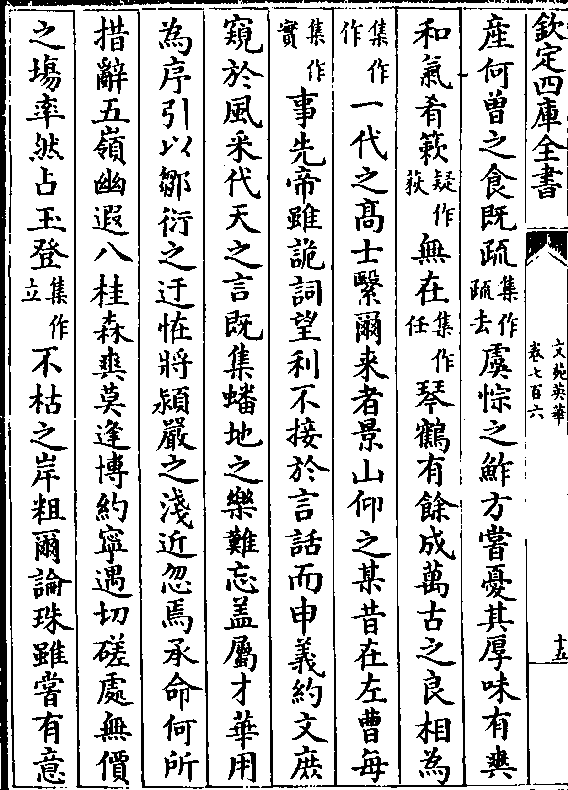 欽定四庫全書
文苑英華
卷七百六
十五
產何曾之食既疏集作疏去虞悰之鮓方嘗憂其厚味有爽
和氣肴簌疑作蔌無在集作任琴鶴有餘成萬古之良相為
集作作一代之髙士繄爾来者景山仰之某昔在左曹每
集作實事先帝雖詭詞望利不接於言話而申義約文庶
窺於風采代天之言既集蟠地之樂難忘盖屬才華用
為序引以鄒衍之迂恠將潁嚴之淺近忽焉承命何所
措辭五嶺幽遐八桂森爽莫逢博約寧遇切磋處無價
之塲率然占玉登集作立不枯之岸粗爾論珠雖嘗有意